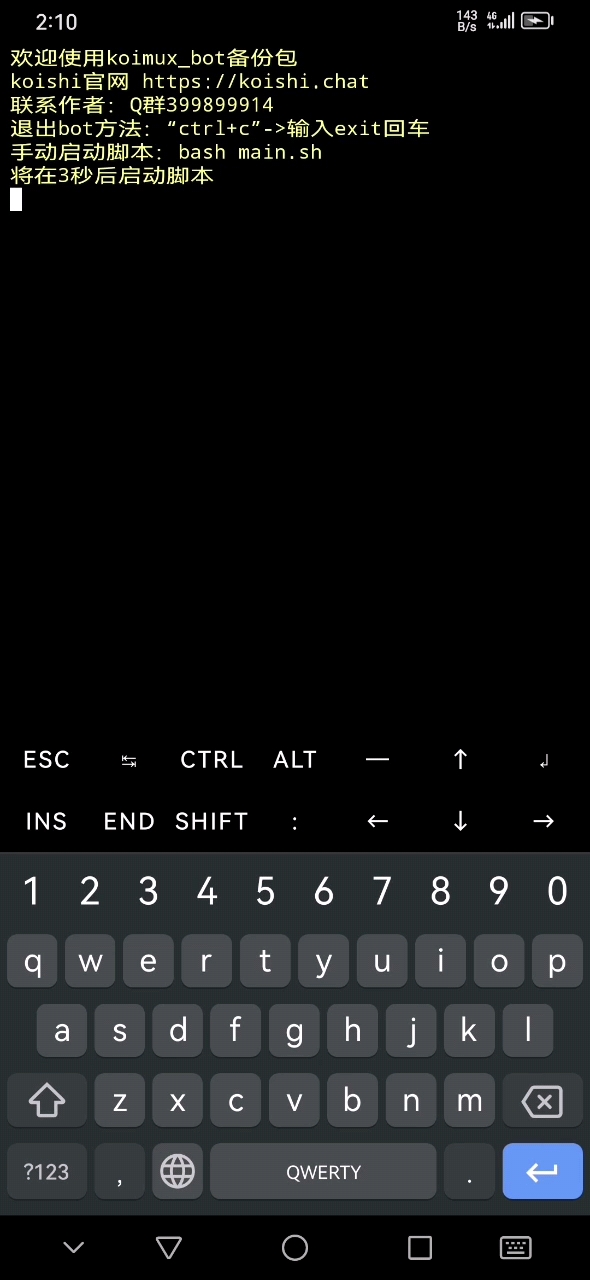 2:10
143 B/s 4G
欢迎使用koimux_bot备份包
koishi官网 https://koishi.chat
联系作者：Q群399899914
退出bot方法：“ctrl+c”->输入exit回车
手动启动脚本：bash main.sh
将在3秒后启动脚本
ESC ↹ CTRL ALT — ↑ ↲
INS END SHIFT : ← ↓ →
1 2 3 4 5 6 7 8 9 0
q w e r t y u i o p
a s d f g h j k l
z x c v b n m
?123 , QWERTY .